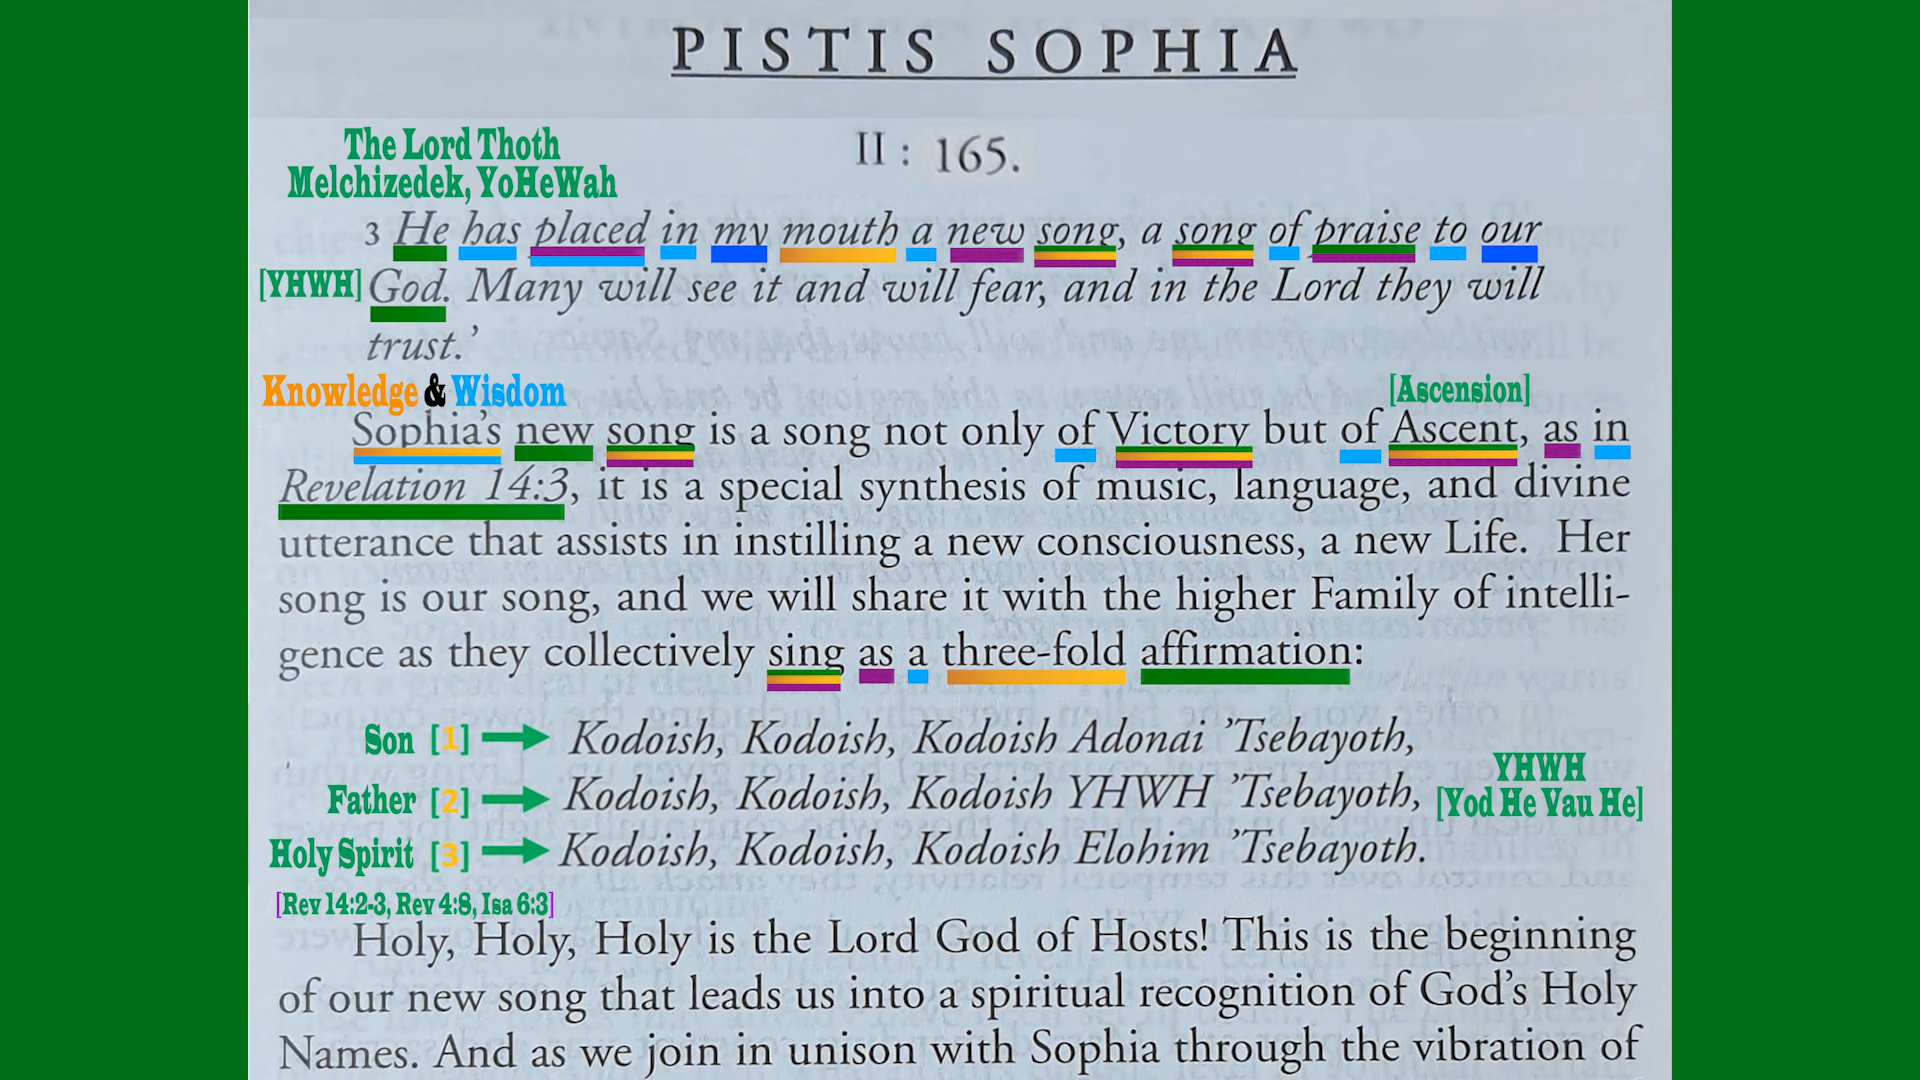 PISTIS SOPHIA
The Lord Thoth
Melchizedek, YoHeWah
II : 165.
3 He has placed in my mouth a new song, a song of praise to our
[YHWH] God. Many will see it and will fear, and in the Lord they will
trust.’
Knowledge & Wisdom
[Ascension]
Sophia’s new song is a song not only of Victory but of Ascent, as in
Revelation 14:3, it is a special synthesis of music, language, and divine
utterance that assists in instilling a new consciousness, a new Life. Her
song is our song, and we will share it with the higher Family of intelli-
gence as they collectively sing as a three-fold affirmation:
Son [1] Kodoish, Kodoish, Kodoish Adonai ’Tsebayoth,
Father [2] Kodoish, Kodoish, Kodoish YHWH ’Tsebayoth,
YHWH
[Yod He Vau He]
Holy Spirit [3] Kodoish, Kodoish, Kodoish Elohim ’Tsebayoth.
[Rev 14:2-3, Rev 4:8, Isa 6:3]
Holy, Holy, Holy is the Lord God of Hosts! This is the beginning
of our new song that leads us into a spiritual recognition of God’s Holy
Names. And as we join in unison with Sophia through the vibration of